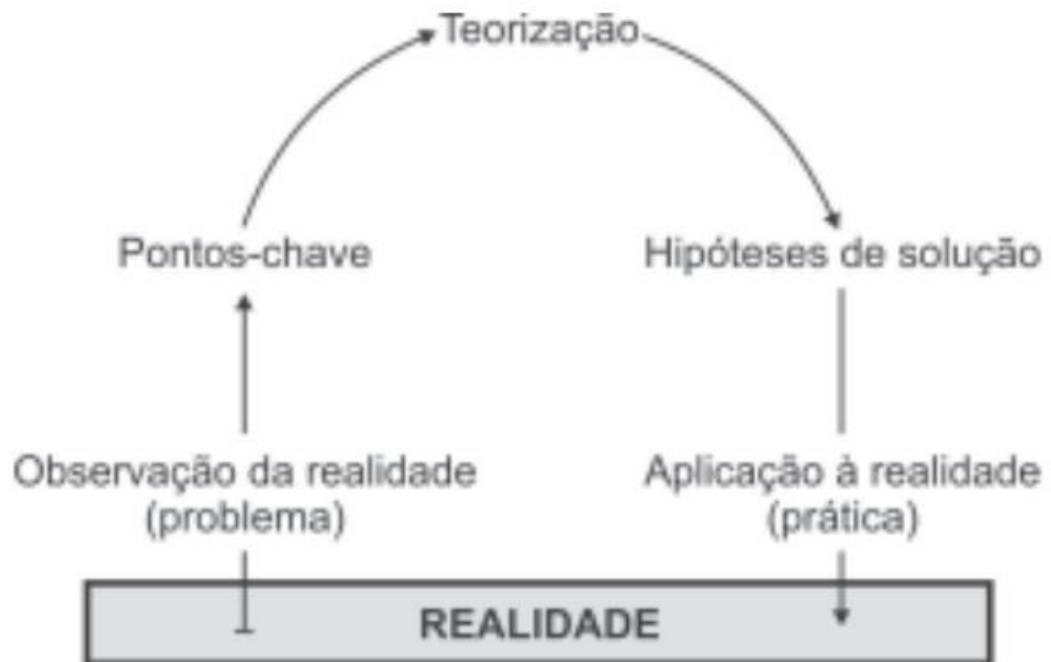 Teorização
Pontos-chave
Hipóteses de solução
Observação da realidade
(problema)
Aplicação à realidade
(prática)
REALIDADE